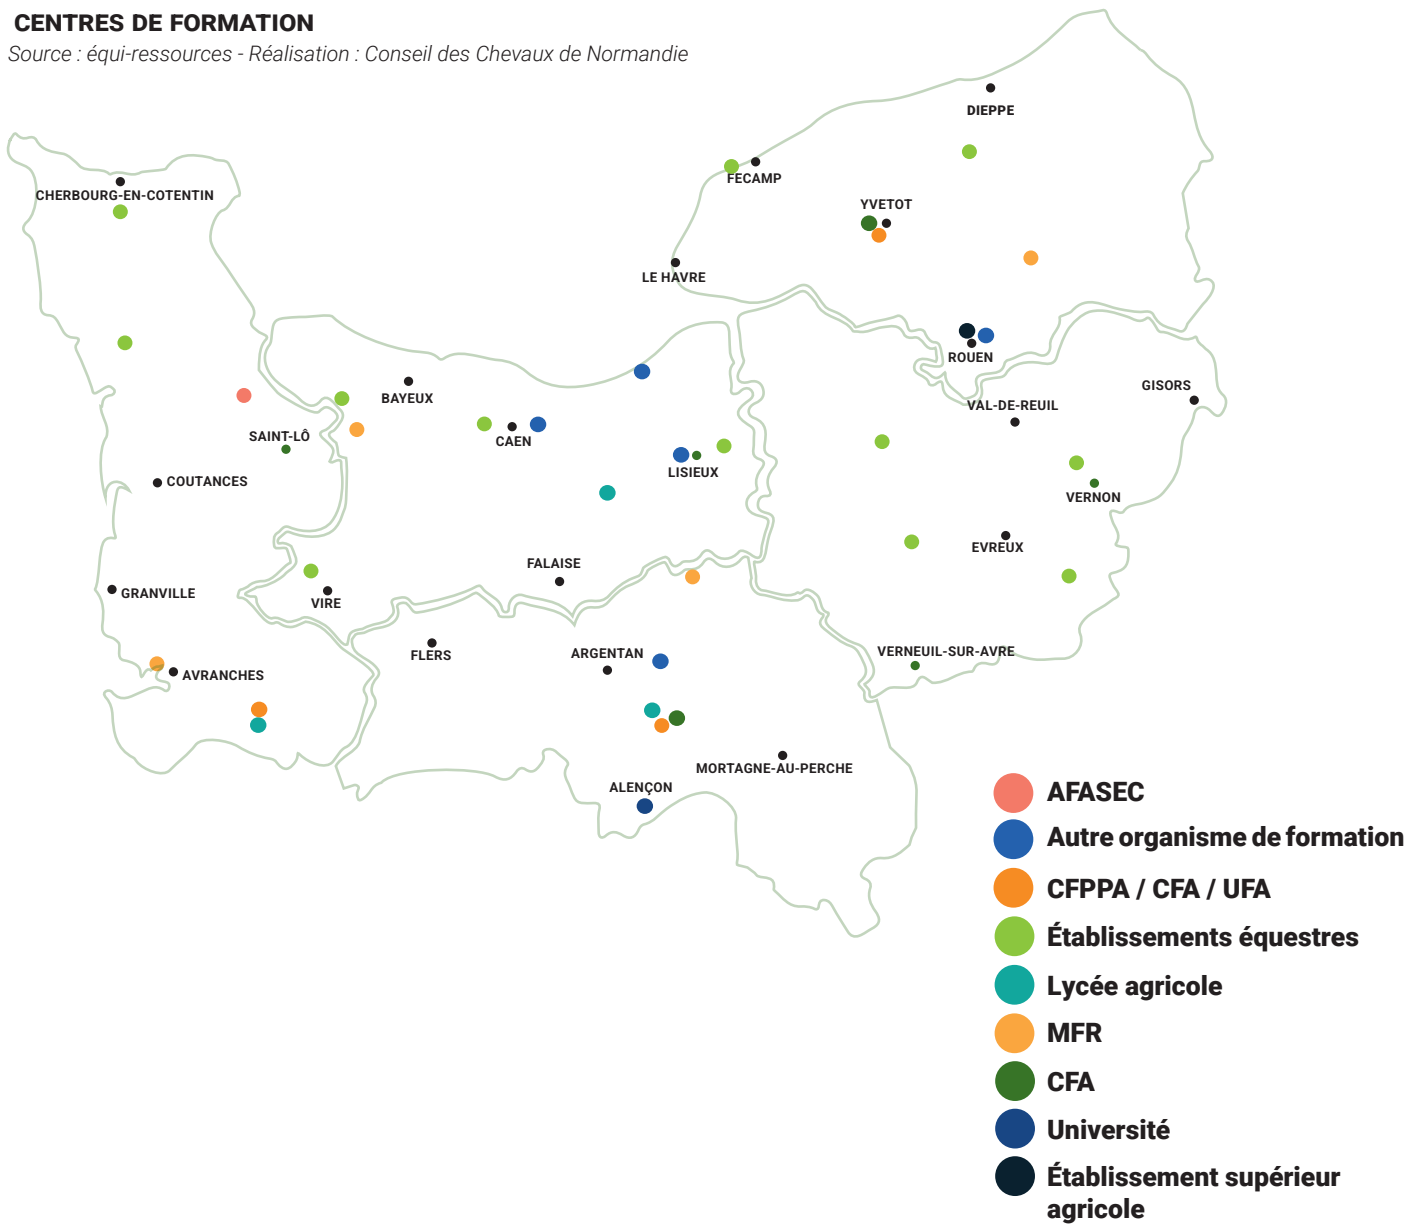 CENTRES DE FORMATION
Source : équi-ressources - Réalisation : Conseil des Chevaux de Normandie
DIEPPE
FECAMP
CHERBOURG-EN-COTENTIN
YVETOT
LE HAVRE
ROUEN
GISORS
BAYEUX
VAL-DE-REUIL
SAINT-LÔ
CAEN
LISIEUX
COUTANCES
VERNON
EVREUX
FALAISE
GRANVILLE
VIRE
FLERS
ARGENTAN
VERNEUIL-SUR-AVRE
AVRANCHES
MORTAGNE-AU-PERCHE
ALENÇON
AFASEC
Autre organisme de formation
CFPPA / CFA / UFA
Établissements équestres
Lycée agricole
MFR
CFA
Université
Établissement supérieur
agricole